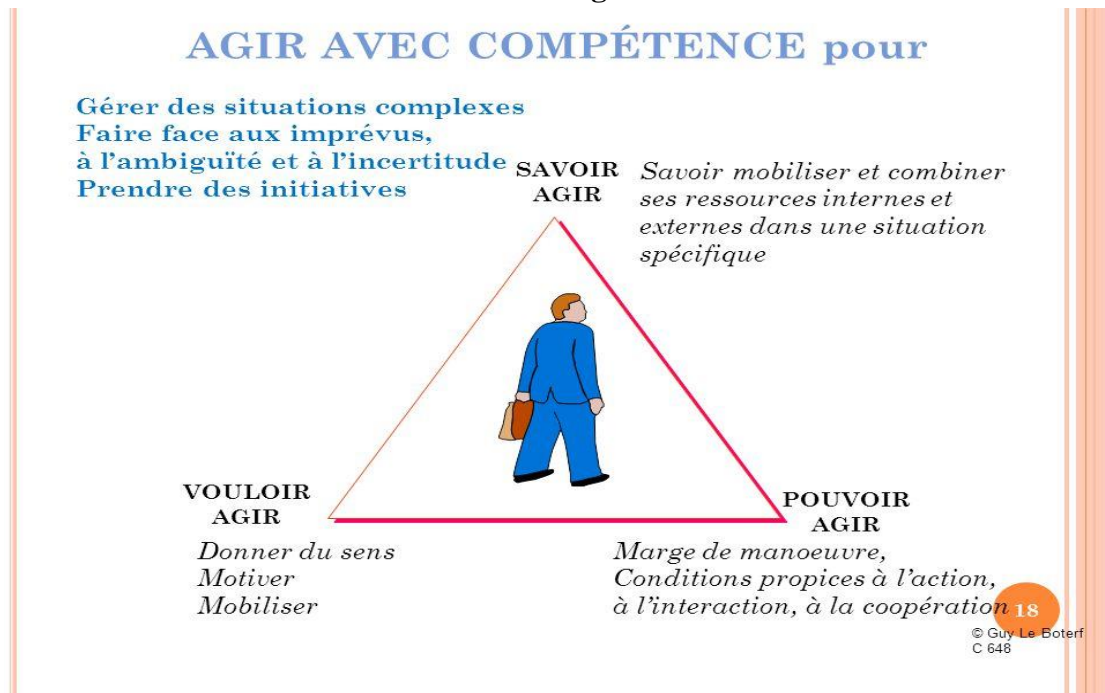 AGIR AVEC COMPÉTENCE pour
Gérer des situations complexes
Faire face aux imprévus,
à l'ambiguïté et à l'incertitude
Prendre des initiatives
SAVOIR
AGIR
Savoir mobiliser et combiner
ses ressources internes et
externes dans une situation
spécifique
VOULOIR
AGIR
Donner du sens
Motiver
Mobiliser
POUVOIR
AGIR
Marge de manoeuvre,
Conditions propices à l'action,
à l'interaction, à la coopération
18
© Guy Le Boterf
C 648